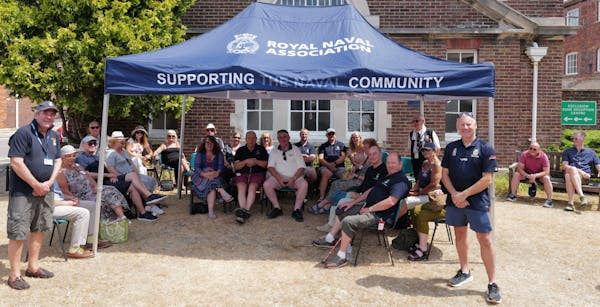 ROYAL NAVAL
ASSOCIATION
SUPPORTING THE NAVAL COMMUNITY